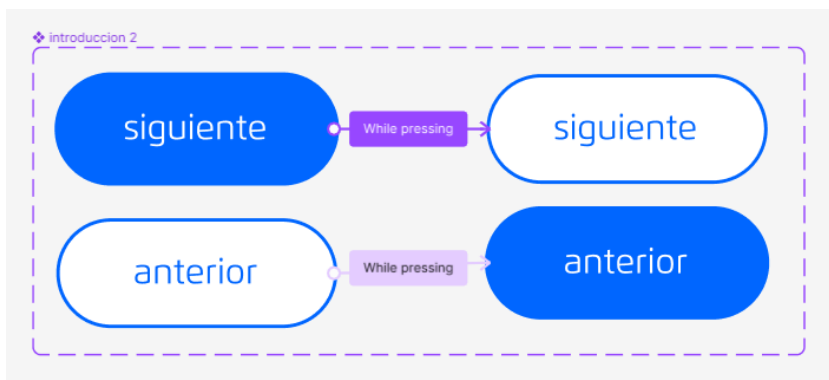 introduccion 2
siguiente
While pressing
siguiente
anterior
While pressing
anterior